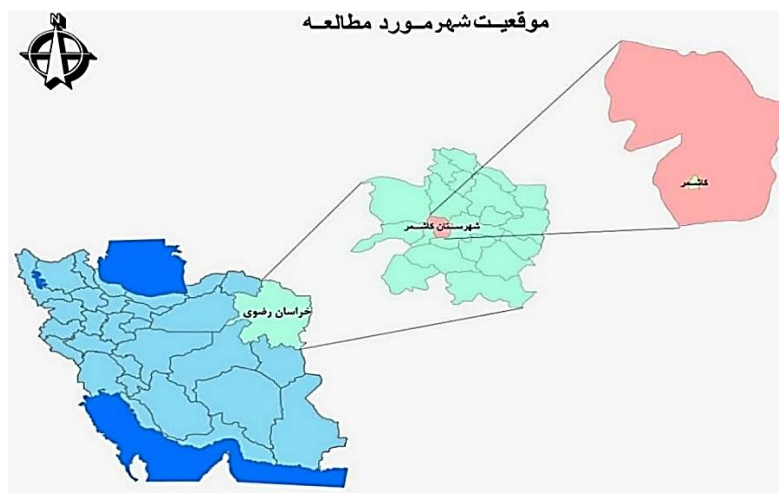 موقعیت شهر مورد مطالعه
N
کاشمر
شهرستان کاشمر
خراسان رضوی